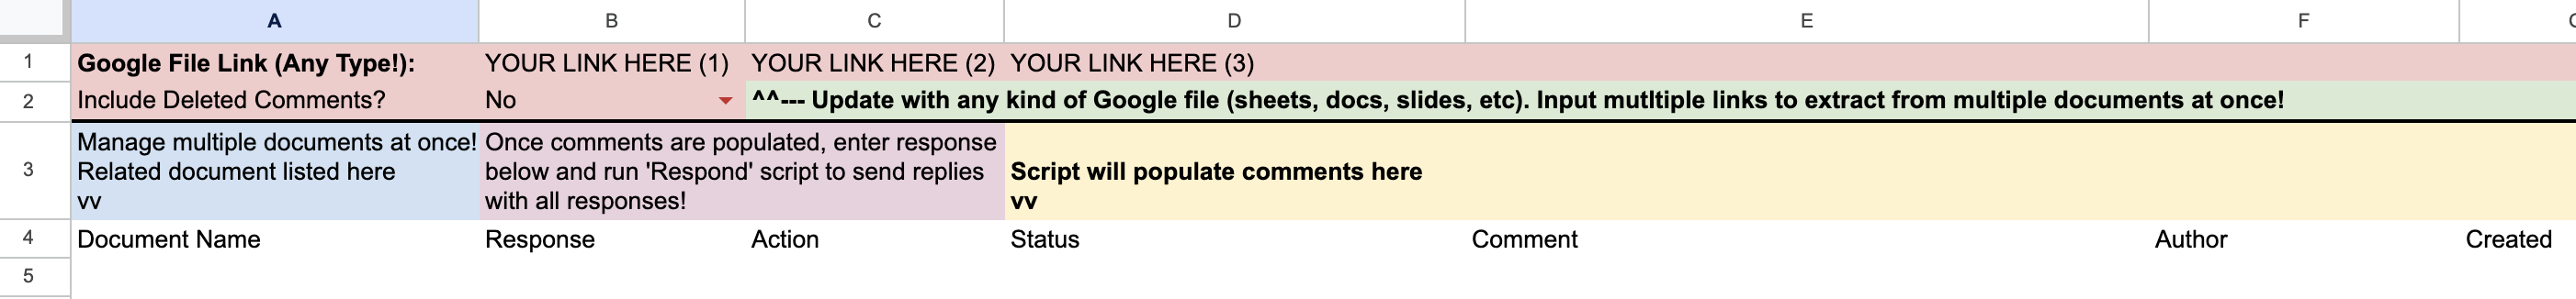 A B C D E F
1 Google File Link (Any Type!): YOUR LINK HERE (1) YOUR LINK HERE (2) YOUR LINK HERE (3)
2 Include Deleted Comments? No ^^--- Update with any kind of Google file (sheets, docs, slides, etc). Input mutltiple links to extract from multiple documents at once!
3
Manage multiple documents at once!
Related document listed here
vv
Once comments are populated, enter response
below and run 'Respond' script to send replies
with all responses!
Script will populate comments here
vv
4 Document Name Response Action Status Comment Author Created
5